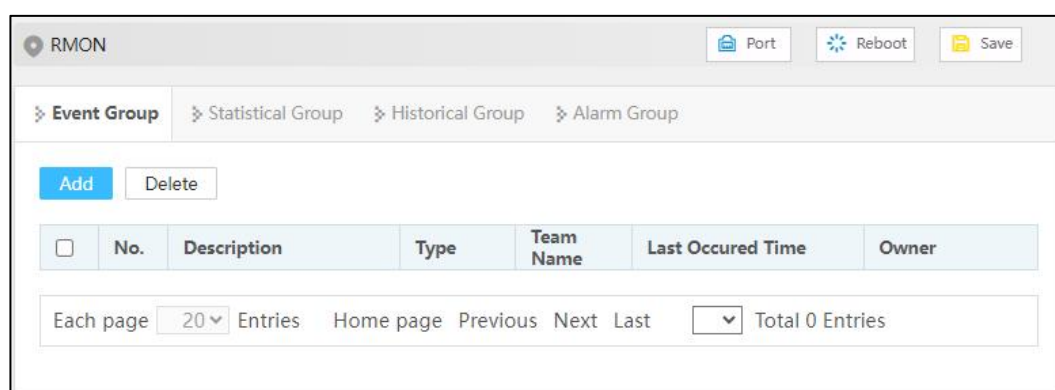 RMON Port Reboot Save
Event Group Statistical Group Historical Group Alarm Group
Add Delete
No. Description Type Team Name Last Occured Time Owner
Each page 20 Entries Home page Previous Next Last Total 0 Entries